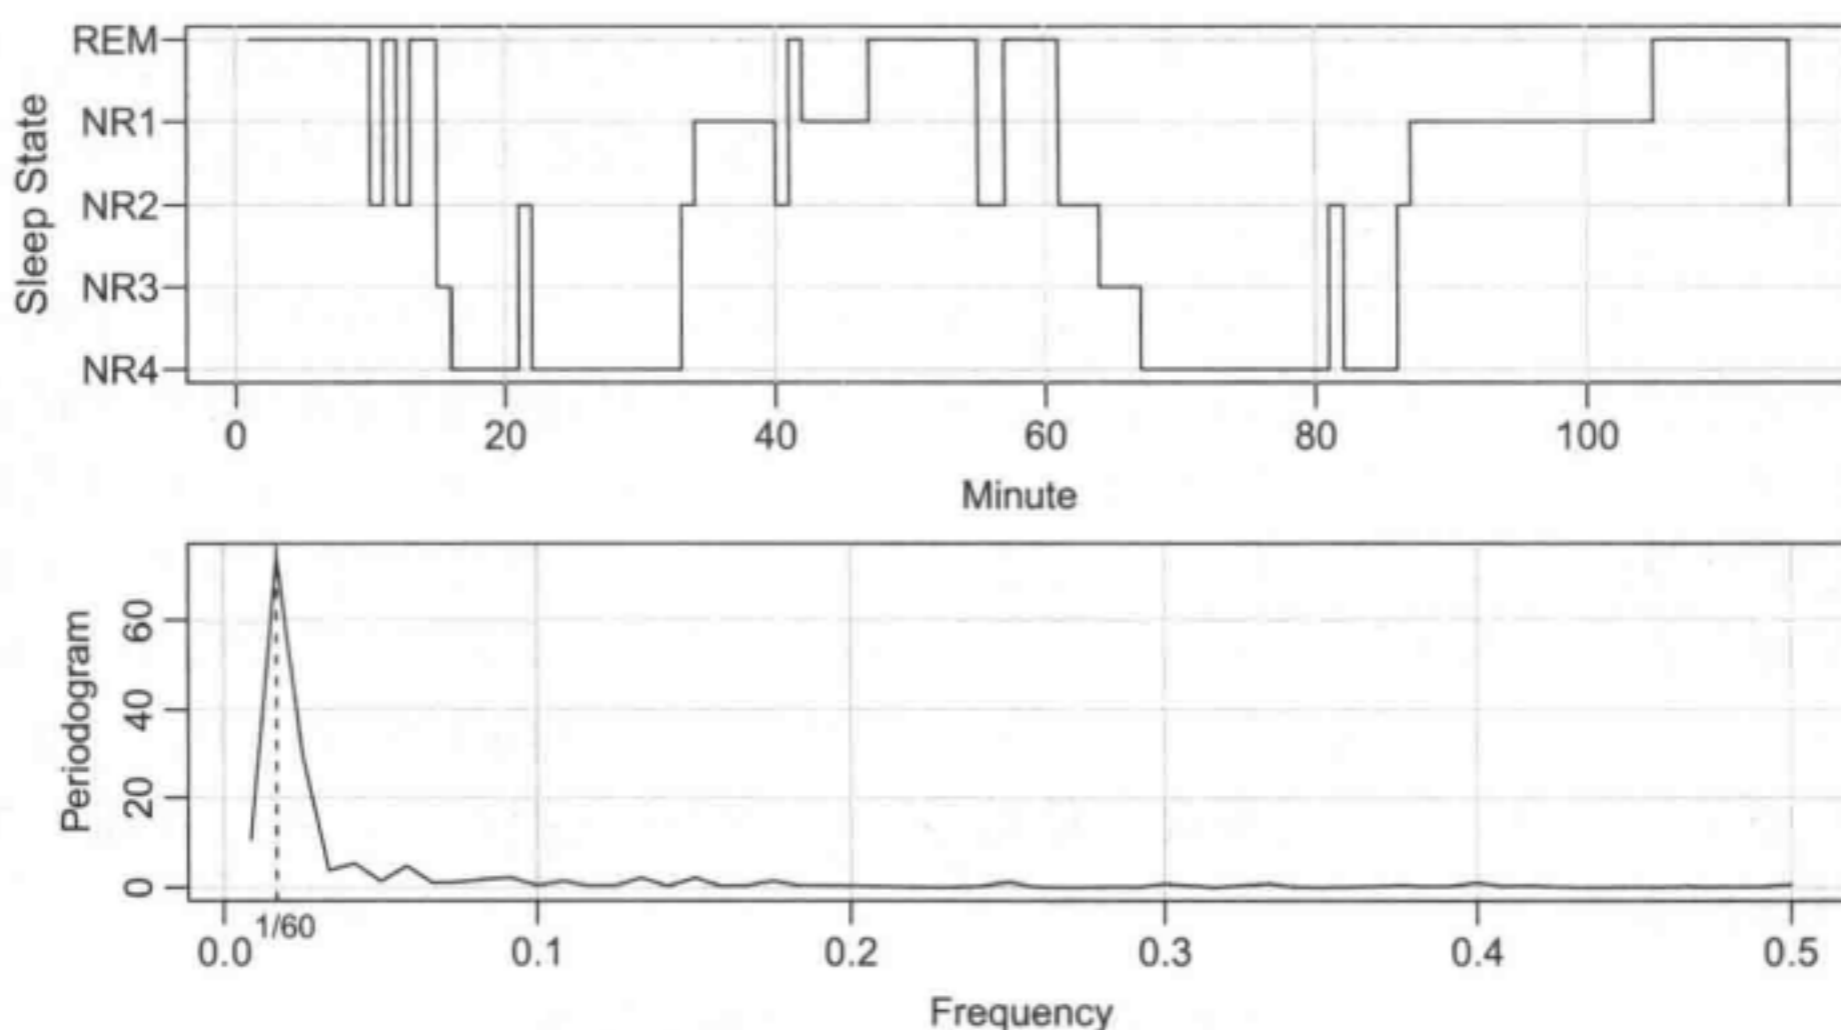 REM
NR1
NR2
NR3
NR4
Sleep State
0 20 40 60 80 100
Minute
60
40
20
0
Periodogram
1/60
0.0 0.1 0.2 0.3 0.4 0.5
Frequency